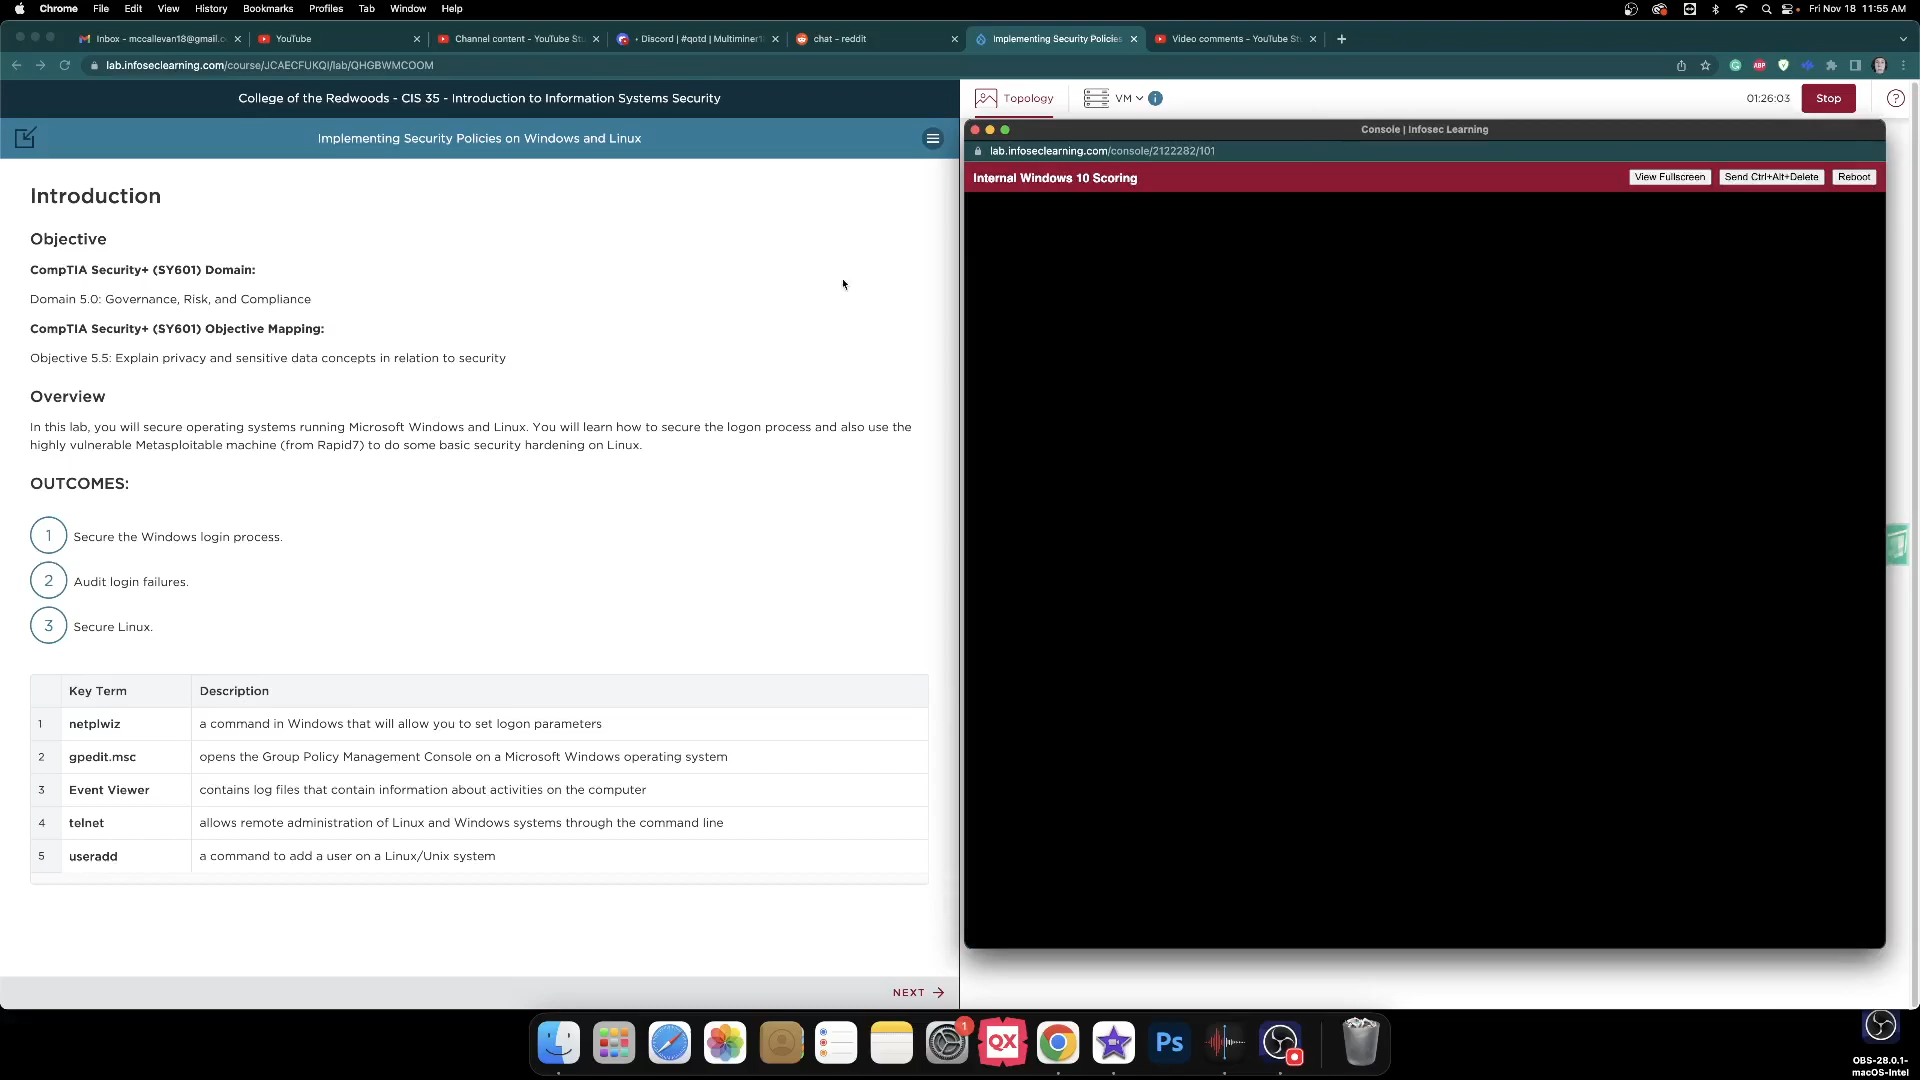 Chrome File Edit View History Bookmarks Profiles Tab Window Help Fri Nov 18 11:55 AM
Inbox - mccallevan18@gmail.c YouTube Channel content - YouTube St • Discord | #qotd | Multiminer1 chat - reddit Implementing Security Policies Video comments - YouTube St
lab.infoseclearning.com/course/JCAECFUKQI/lab/QHGBWMCOOM
ABP
College of the Redwoods - CIS 35 - Introduction to Information Systems Security
Implementing Security Policies on Windows and Linux
Introduction
Objective
CompTIA Security+ (SY601) Domain:
Domain 5.0: Governance, Risk, and Compliance
CompTIA Security+ (SY601) Objective Mapping:
Objective 5.5: Explain privacy and sensitive data concepts in relation to security
Overview
In this lab, you will secure operating systems running Microsoft Windows and Linux. You will learn how to secure the logon process and also use the
highly vulnerable Metasploitable machine (from Rapid7) to do some basic security hardening on Linux.
OUTCOMES:
1 Secure the Windows login process.
2 Audit login failures.
3 Secure Linux.
Key Term Description
1 netplwiz a command in Windows that will allow you to set logon parameters
2 gpedit.msc opens the Group Policy Management Console on a Microsoft Windows operating system
3 Event Viewer contains log files that contain information about activities on the computer
4 telnet allows remote administration of Linux and Windows systems through the command line
5 useradd a command to add a user on a Linux/Unix system
NEXT
Topology VM 01:26:03 Stop
Console | Infosec Learning
lab.infoseclearning.com/console/2122282/101
Internal Windows 10 Scoring View Fullscreen Send Ctrl+Alt+Delete Reboot
1
QX
Ps
OBS-28.0.1-
macOS-Intel